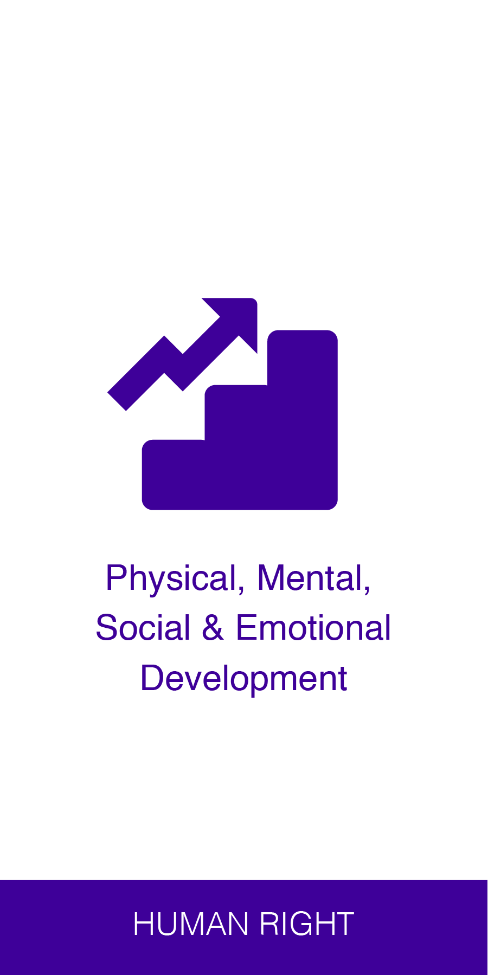 Physical, Mental,
Social & Emotional
Development
HUMAN RIGHT